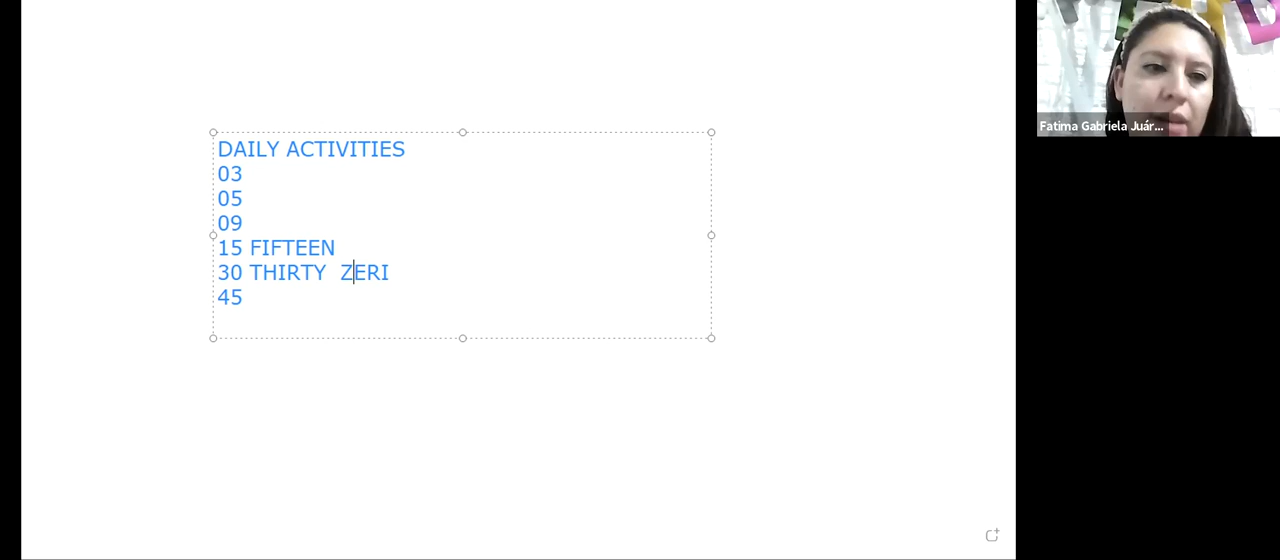 DAILY ACTIVITIES
03
05
09
15 FIFTEEN
30 THIRTY  ZERI
45
Fatima Gabriela Juár...